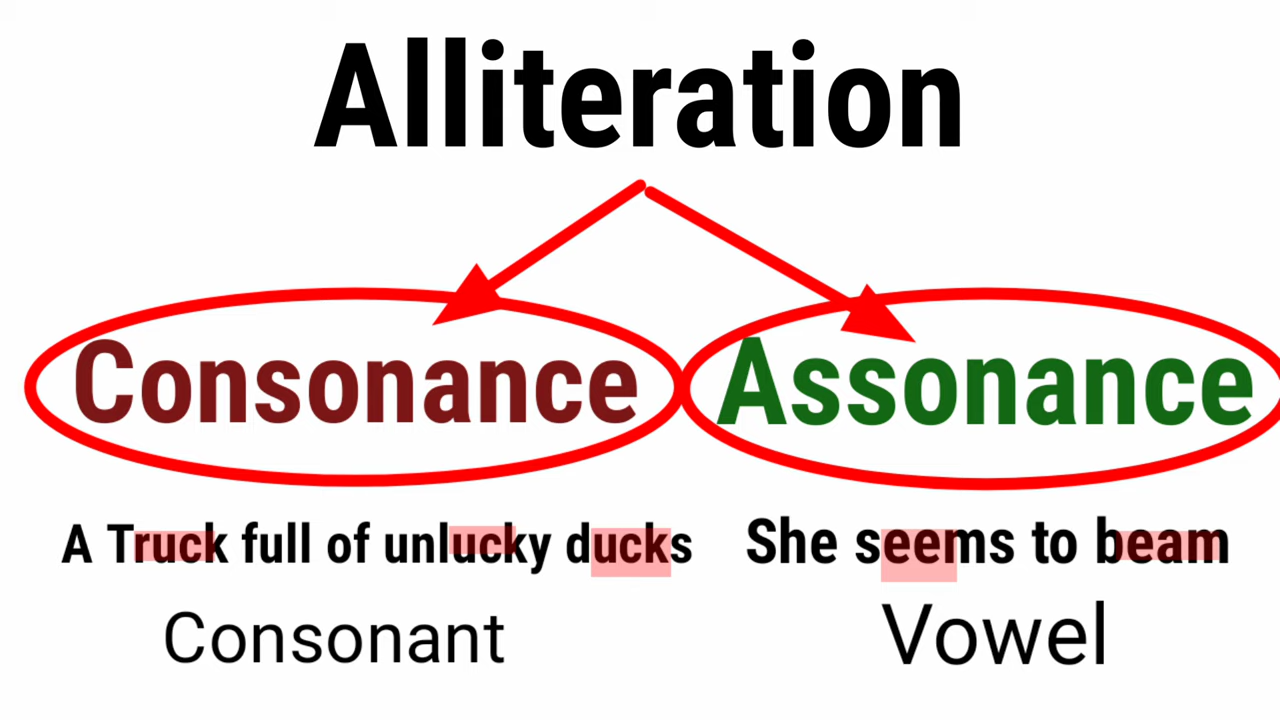 Alliteration
Consonance Assonance
A Truck full of unlucky ducks She seems to beam
Consonant Vowel